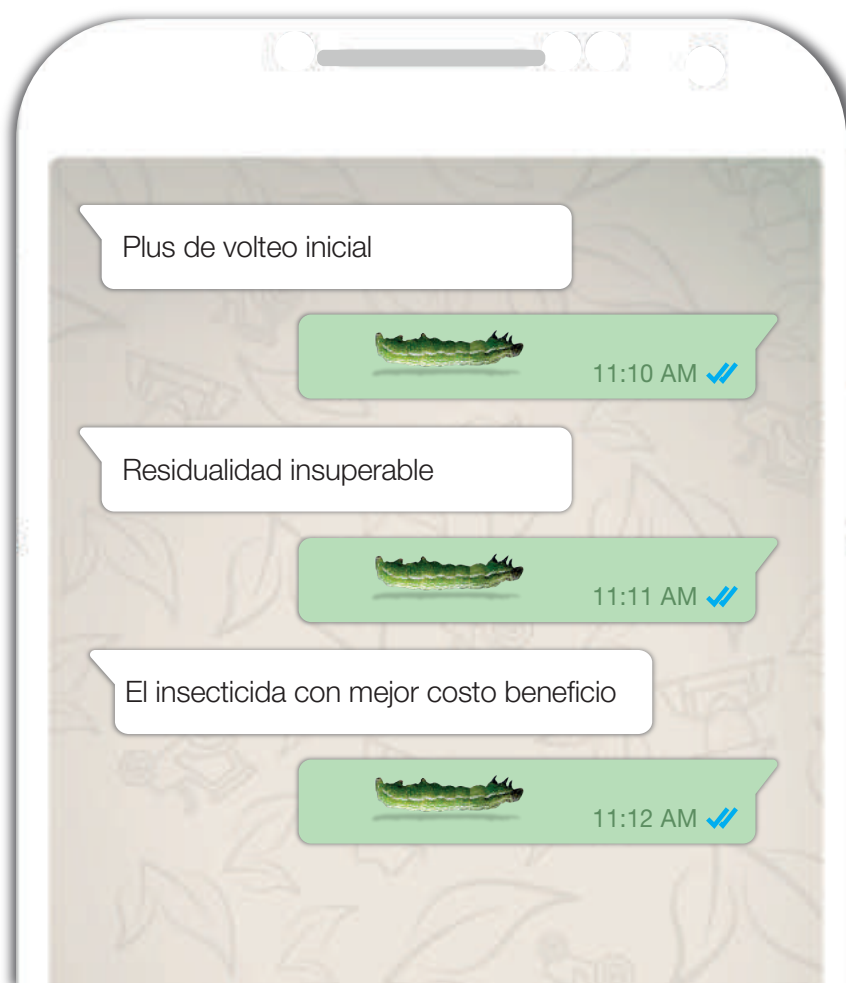 Plus de volteo inicial
11:10 AM
Residualidad insuperable
11:11 AM
El insecticida con mejor costo beneficio
11:12 AM